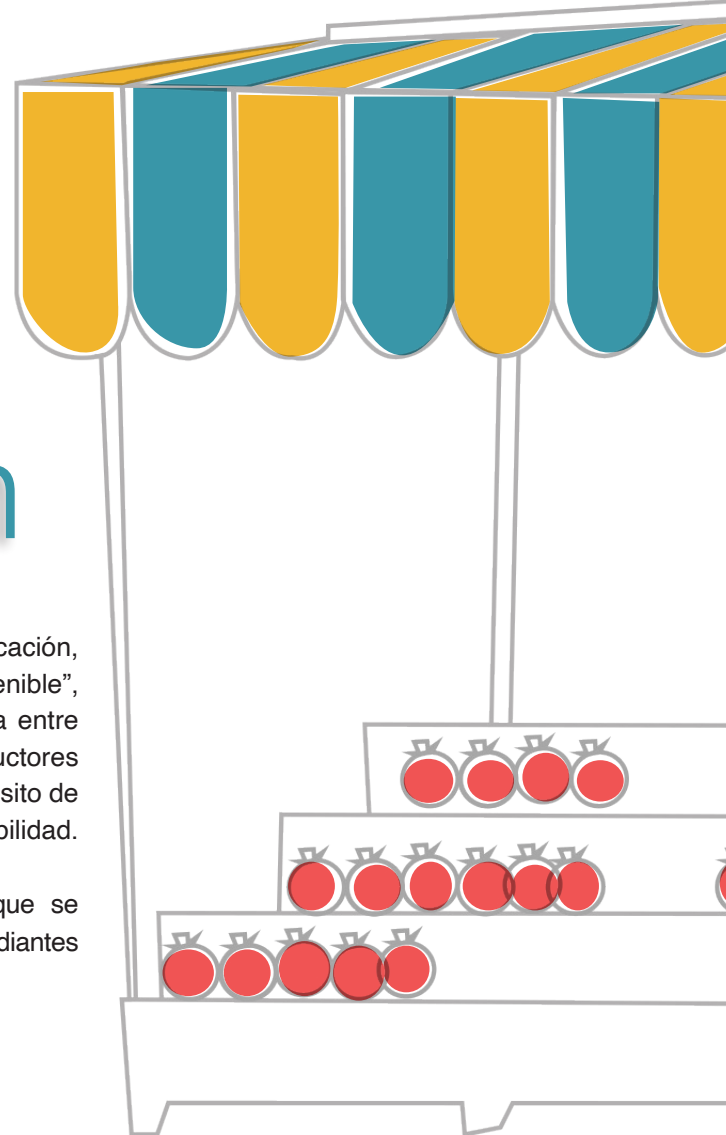 n
cación,
enible”,
a entre
uctores
sito de
bilidad.
que se
diantes